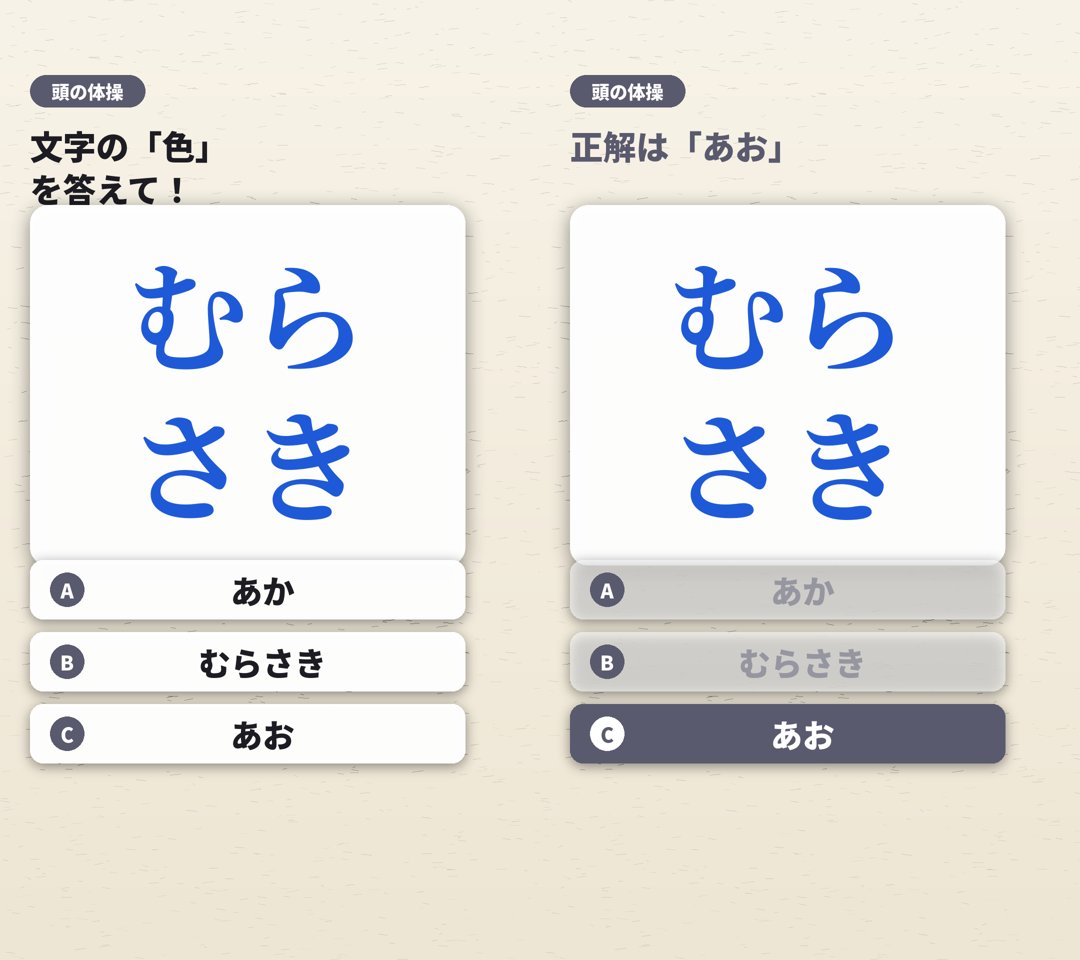 頭の体操
文字の「色」
を答えて！
むら
さき
A あか
B むらさき
C あお
頭の体操
正解は「あお」
むら
さき
A あか
B むらさき
C あお